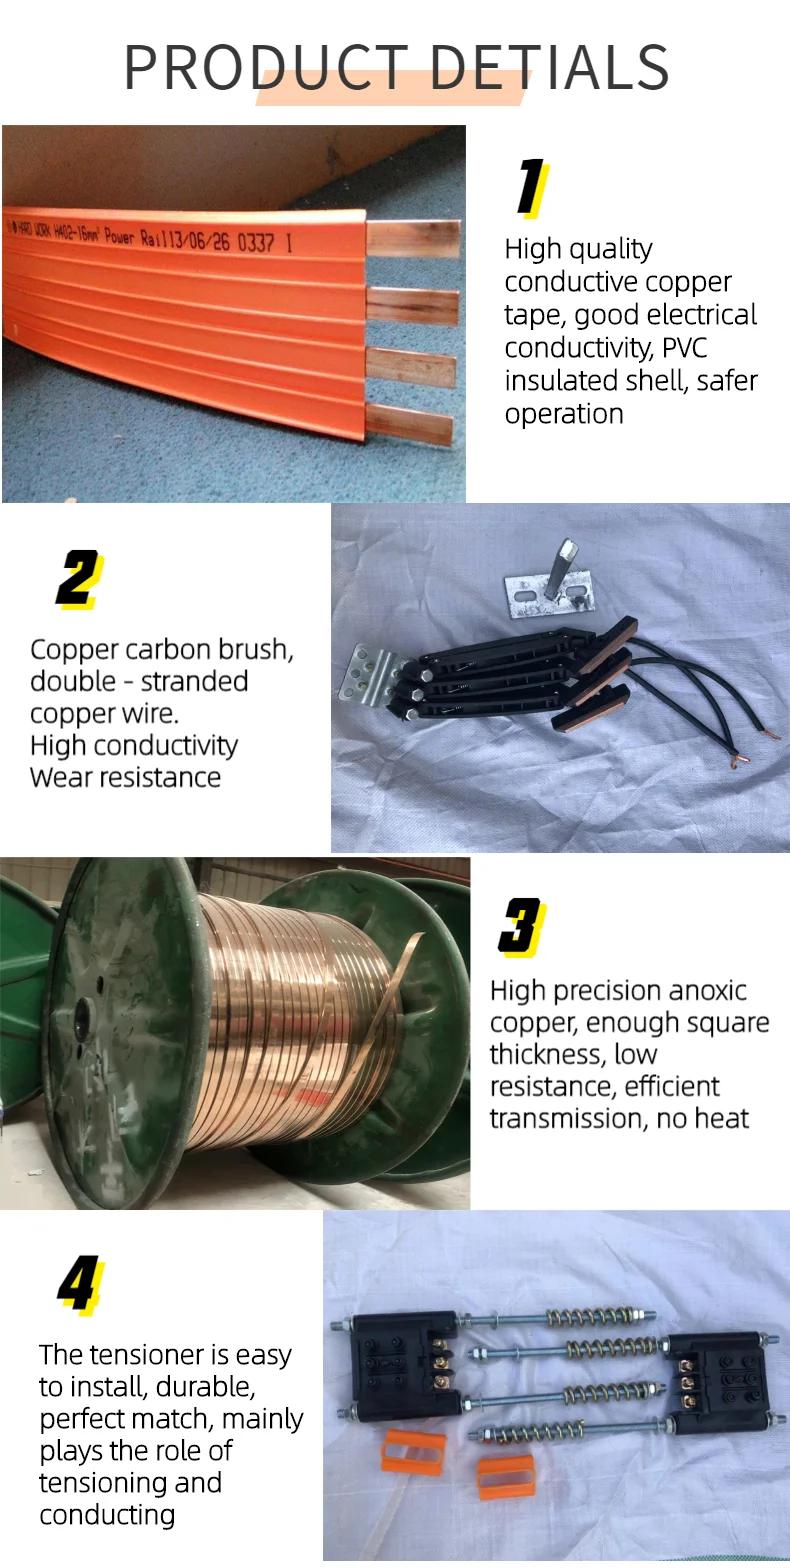 PRODUCT DETIALS
HARD WORK H402-16mm² Power Rail13/06/26 0337 I
1
High quality
conductive copper
tape, good electrical
conductivity, PVC
insulated shell, safer
operation
2
Copper carbon brush,
double - stranded
copper wire.
High conductivity
Wear resistance
3
High precision anoxic
copper, enough square
thickness, low
resistance, efficient
transmission, no heat
4
The tensioner is easy
to install, durable,
perfect match, mainly
plays the role of
tensioning and
conducting